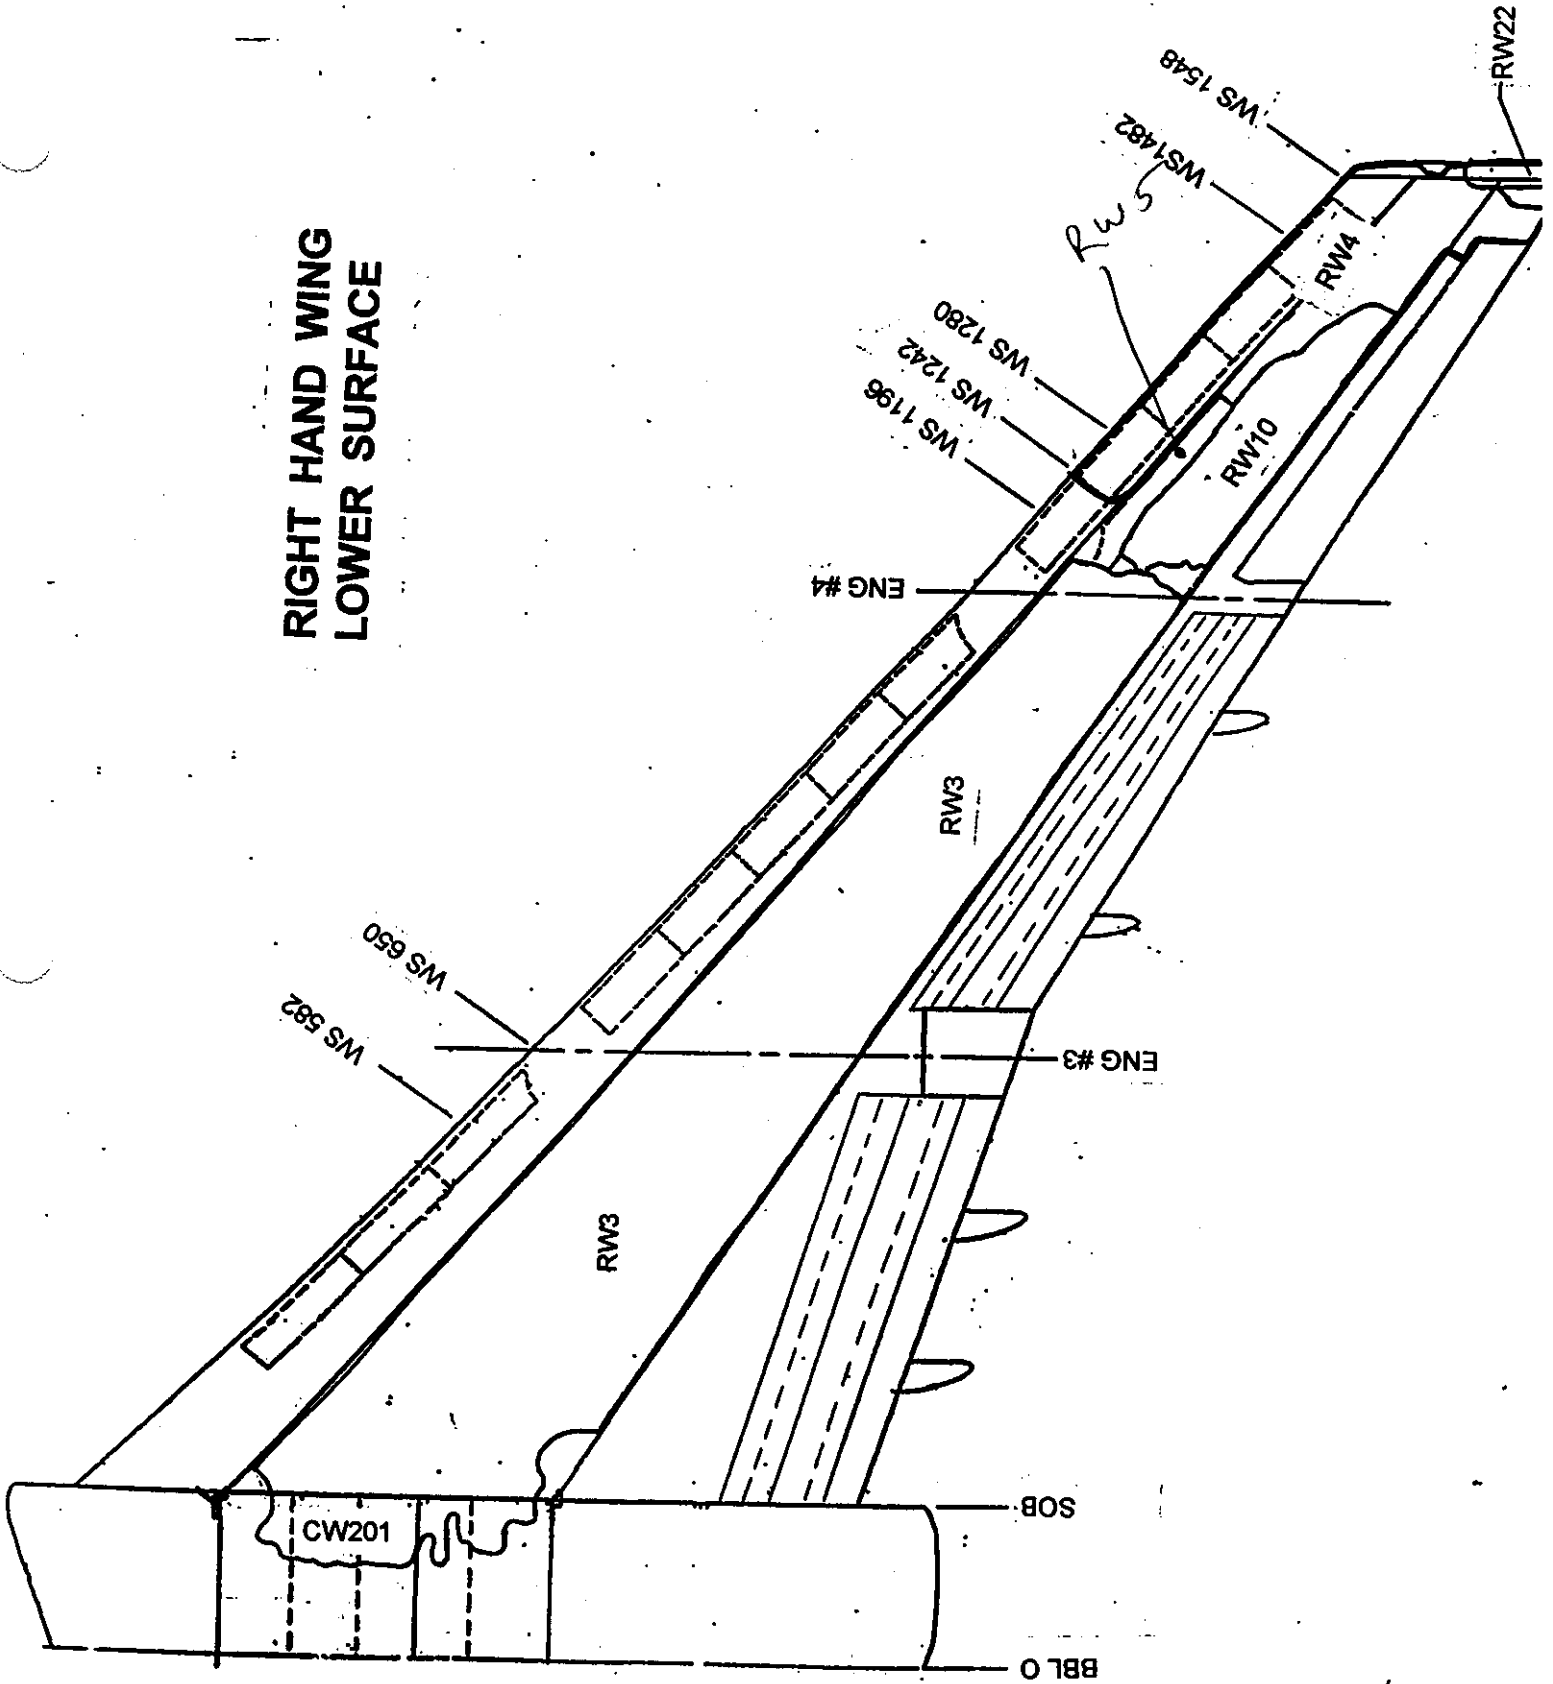 RIGHT HAND WING
LOWER SURFACE
RW22
WS 1548
WS1482
RW5
RW4
WS 1280
WS 1242
WS 1196
RW10
ENG #4
RW3
WS 650
WS 582
ENG #3
RW3
CW201
SOB
BBL O